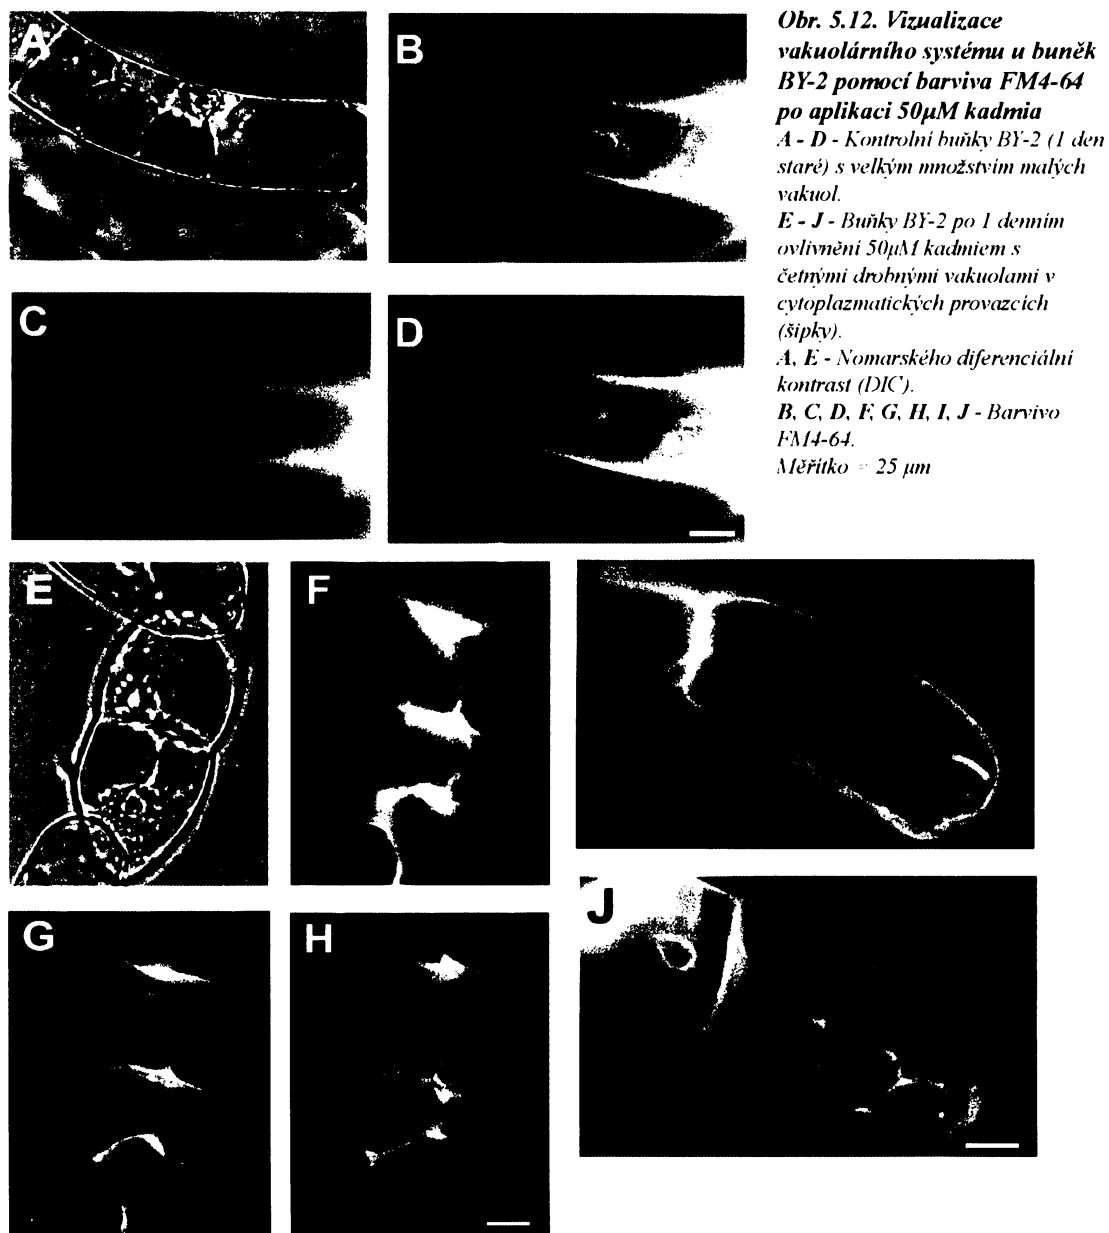 A
B
Obr. 5.12. Vizualizace
vakuolárního systému u buněk
BY-2 pomocí barviva FM4-64
po aplikaci 50µM kadmia
A - D - Kontrolní buňky BY-2 (1 den
staré) s velkým množstvím malých
vakuol.
E - J - Buňky BY-2 po 1 denním
ovlivnění 50µM kadmiem s
četnými drobnými vakuolami v
cytoplazmatických provazcích
(šipky).
A, E - Nomarského diferenciální
kontrast (DIC).
B, C, D, F, G, H, I, J - Barvivo
FM4-64.
Měřítko = 25 µm
C
D
E
F
J
G
H